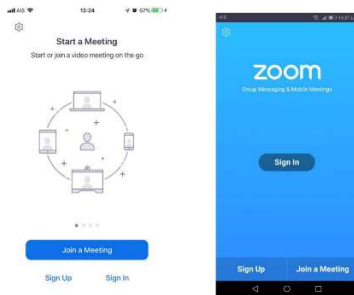 AIS
13:24
57%
Start a Meeting
Start or join a video meeting on the go
Join a Meeting
Sign Up
Sign In
AIS
zoom
Group Messaging & Mobile Meetings
Sign In
Sign Up
Join a Meeting